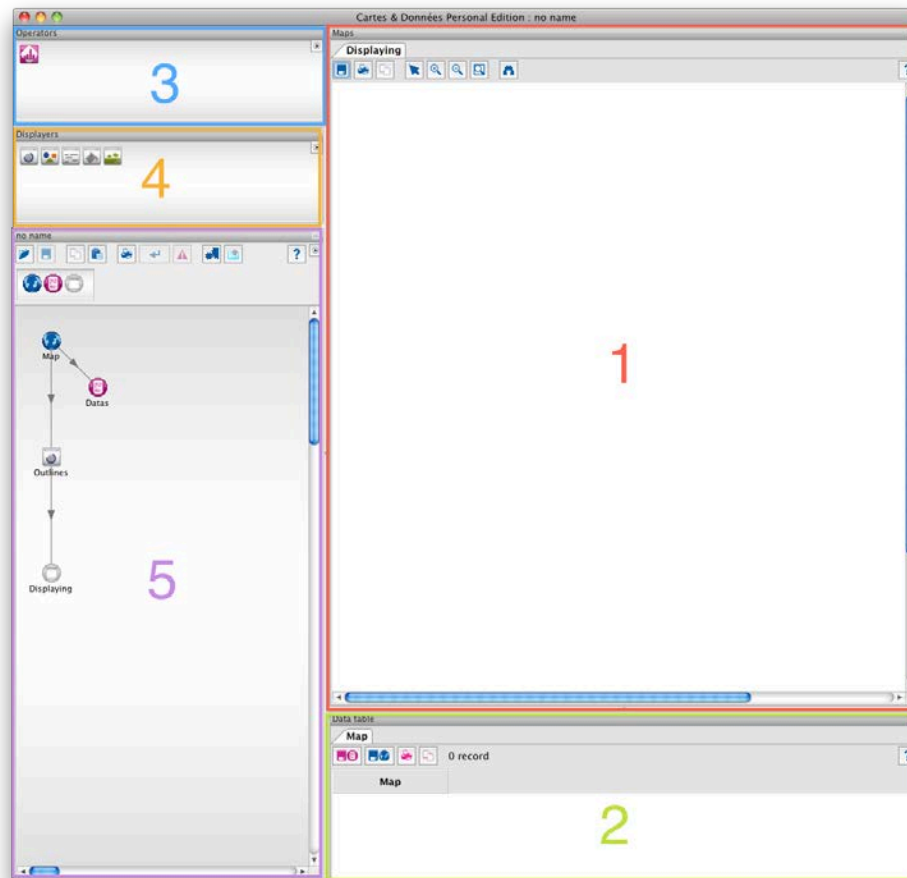 Cartes & Données Personal Edition : no name
Operators
3
Displayers
4
no name
?
Map
Datas
Outlines
Displaying
5
Maps
Displaying
1
Data table
Map
0 record
Map
2